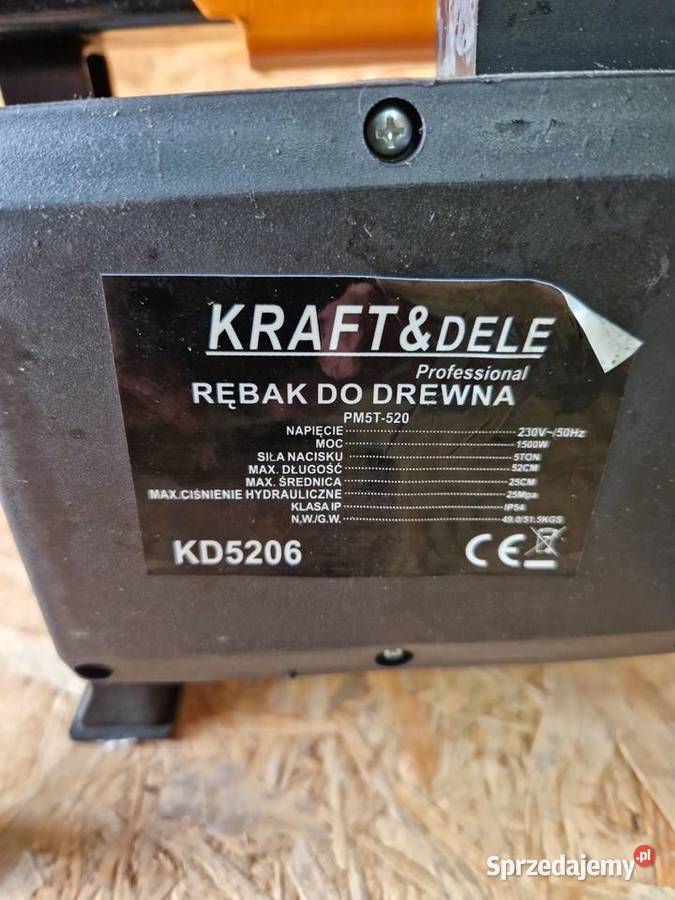 KRAFT&DELE
Professional
RĘBAK DO DREWNA
PM5T-520
NAPIĘCIE 230V~/50Hz
MOC 1500W
SIŁA NACISKU 5TON
MAX. DŁUGOŚĆ 52CM
MAX. ŚREDNICA 25CM
MAX.CIŚNIENIE HYDRAULICZNE 25Mpa
KLASA IP IP54
N,W/G.W. 49.0/51.5KGS
KD5206 CE
Sprzedajemy.pl